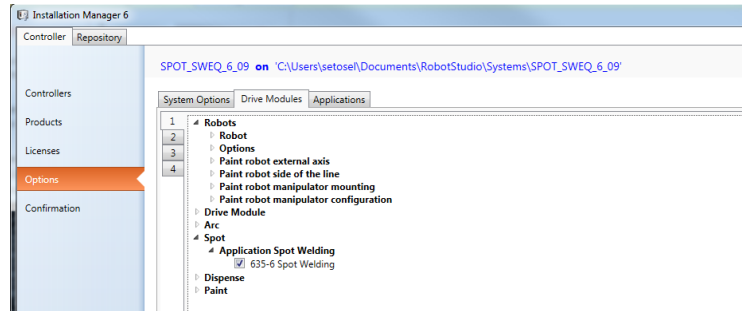 Installation Manager 6
Controller Repository
SPOT_SWEQ_6_09 on 'C:\Users\setosel\Documents\RobotStudio\Systems\SPOT_SWEQ_6_09'
Controllers
Products
Licenses
Options
Confirmation
System Options Drive Modules Applications
1
2
3
4
Robots
Robot
Options
Paint robot external axis
Paint robot side of the line
Paint robot manipulator mounting
Paint robot manipulator configuration
Drive Module
Arc
Spot
Application Spot Welding
635-6 Spot Welding
Dispense
Paint